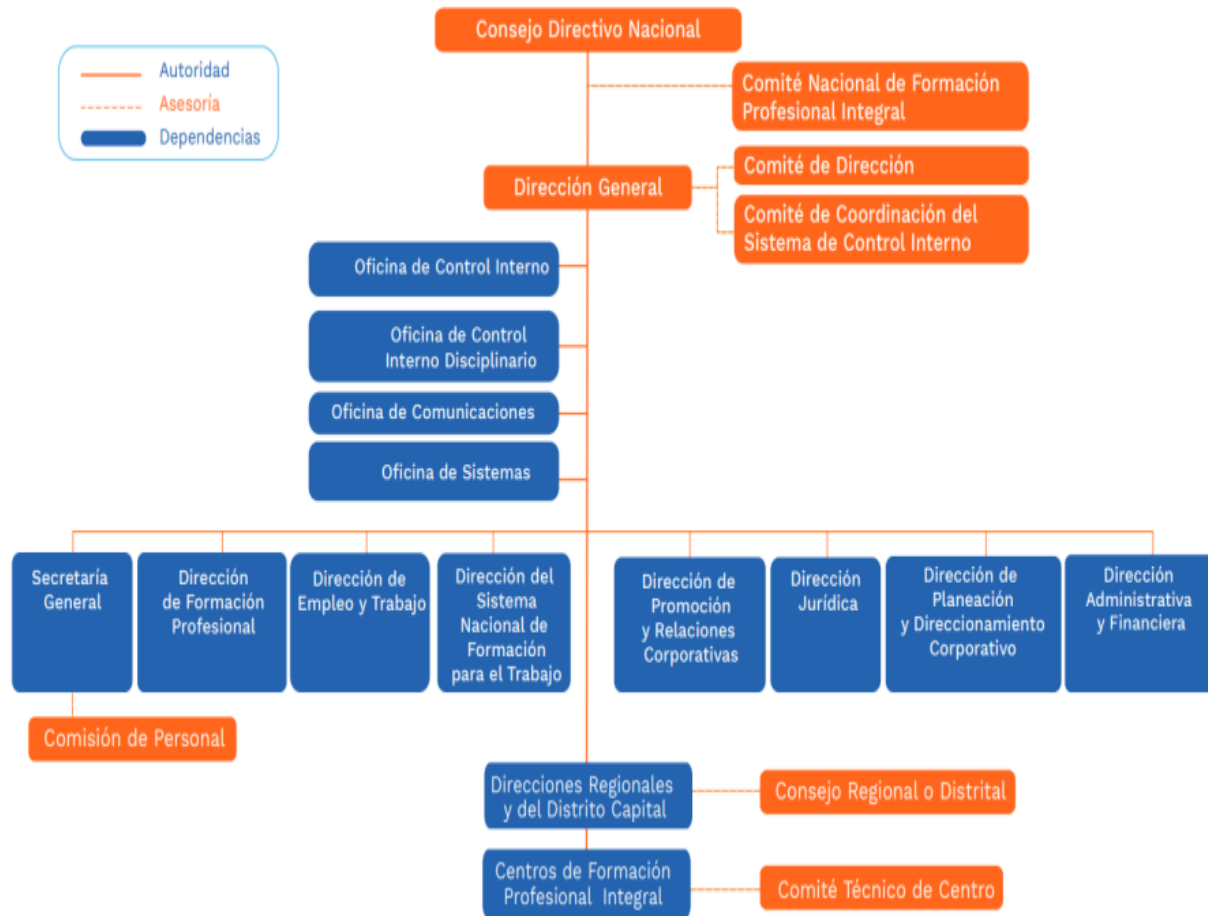 Consejo Directivo Nacional
Autoridad
Asesoría
Dependencias
Comité Nacional de Formación
Profesional Integral
Dirección General
Comité de Dirección
Comité de Coordinación del
Sistema de Control Interno
Oficina de Control Interno
Oficina de Control
Interno Disciplinario
Oficina de Comunicaciones
Oficina de Sistemas
Secretaría
General
Dirección
de Formación
Profesional
Dirección de
Empleo y Trabajo
Dirección del
Sistema
Nacional de
Formación
para el Trabajo
Dirección de
Promoción
y Relaciones
Corporativas
Dirección
Jurídica
Dirección de
Planeación
y Direccionamiento
Corporativo
Dirección
Administrativa
y Financiera
Comisión de Personal
Direcciones Regionales
y del Distrito Capital
Consejo Regional o Distrital
Centros de Formación
Profesional Integral
Comité Técnico de Centro